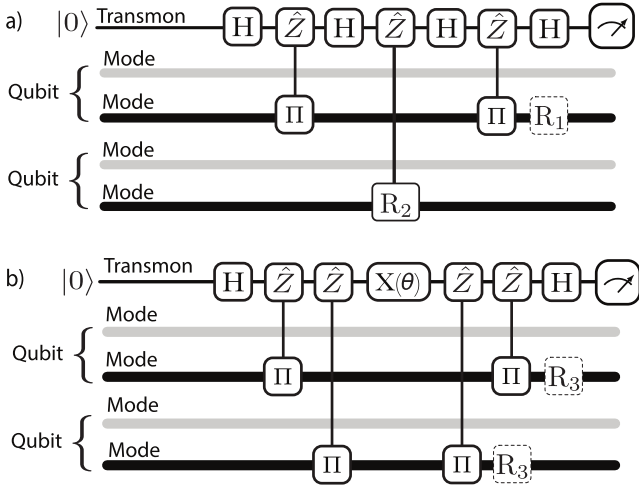 a) |0⟩ Transmon H Ẑ H Ẑ H Ẑ H
Mode
Qubit {
Mode Π Π R₁
Mode
Qubit {
Mode R₂
b) |0⟩ Transmon H Ẑ Ẑ X(θ) Ẑ Ẑ H
Mode
Qubit {
Mode Π Π R₃
Mode
Qubit {
Mode Π Π R₃